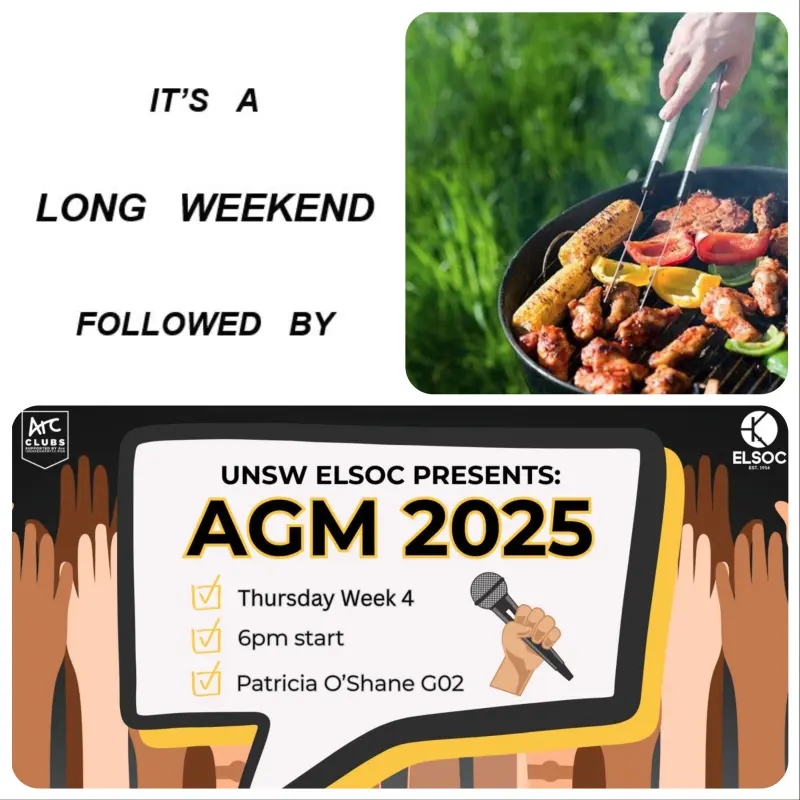 IT'S A
LONG WEEKEND
FOLLOWED BY
Arc
CLUBS
UNSW ELSOC PRESENTS:
AGM 2025
Thursday Week 4
6pm start
Patricia O'Shane G02
ELSOC
EST. 1954